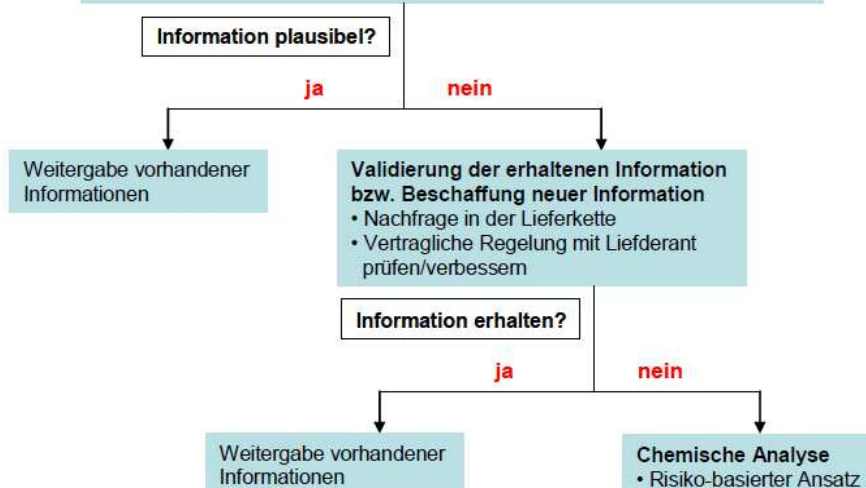 Information plausibel?
ja
nein
Weitergabe vorhandener
Informationen
Validierung der erhaltenen Information
bzw. Beschaffung neuer Information
• Nachfrage in der Lieferkette
• Vertragliche Regelung mit Liefderant
prüfen/verbessern
Information erhalten?
ja
nein
Weitergabe vorhandener
Informationen
Chemische Analyse
• Risiko-basierter Ansatz